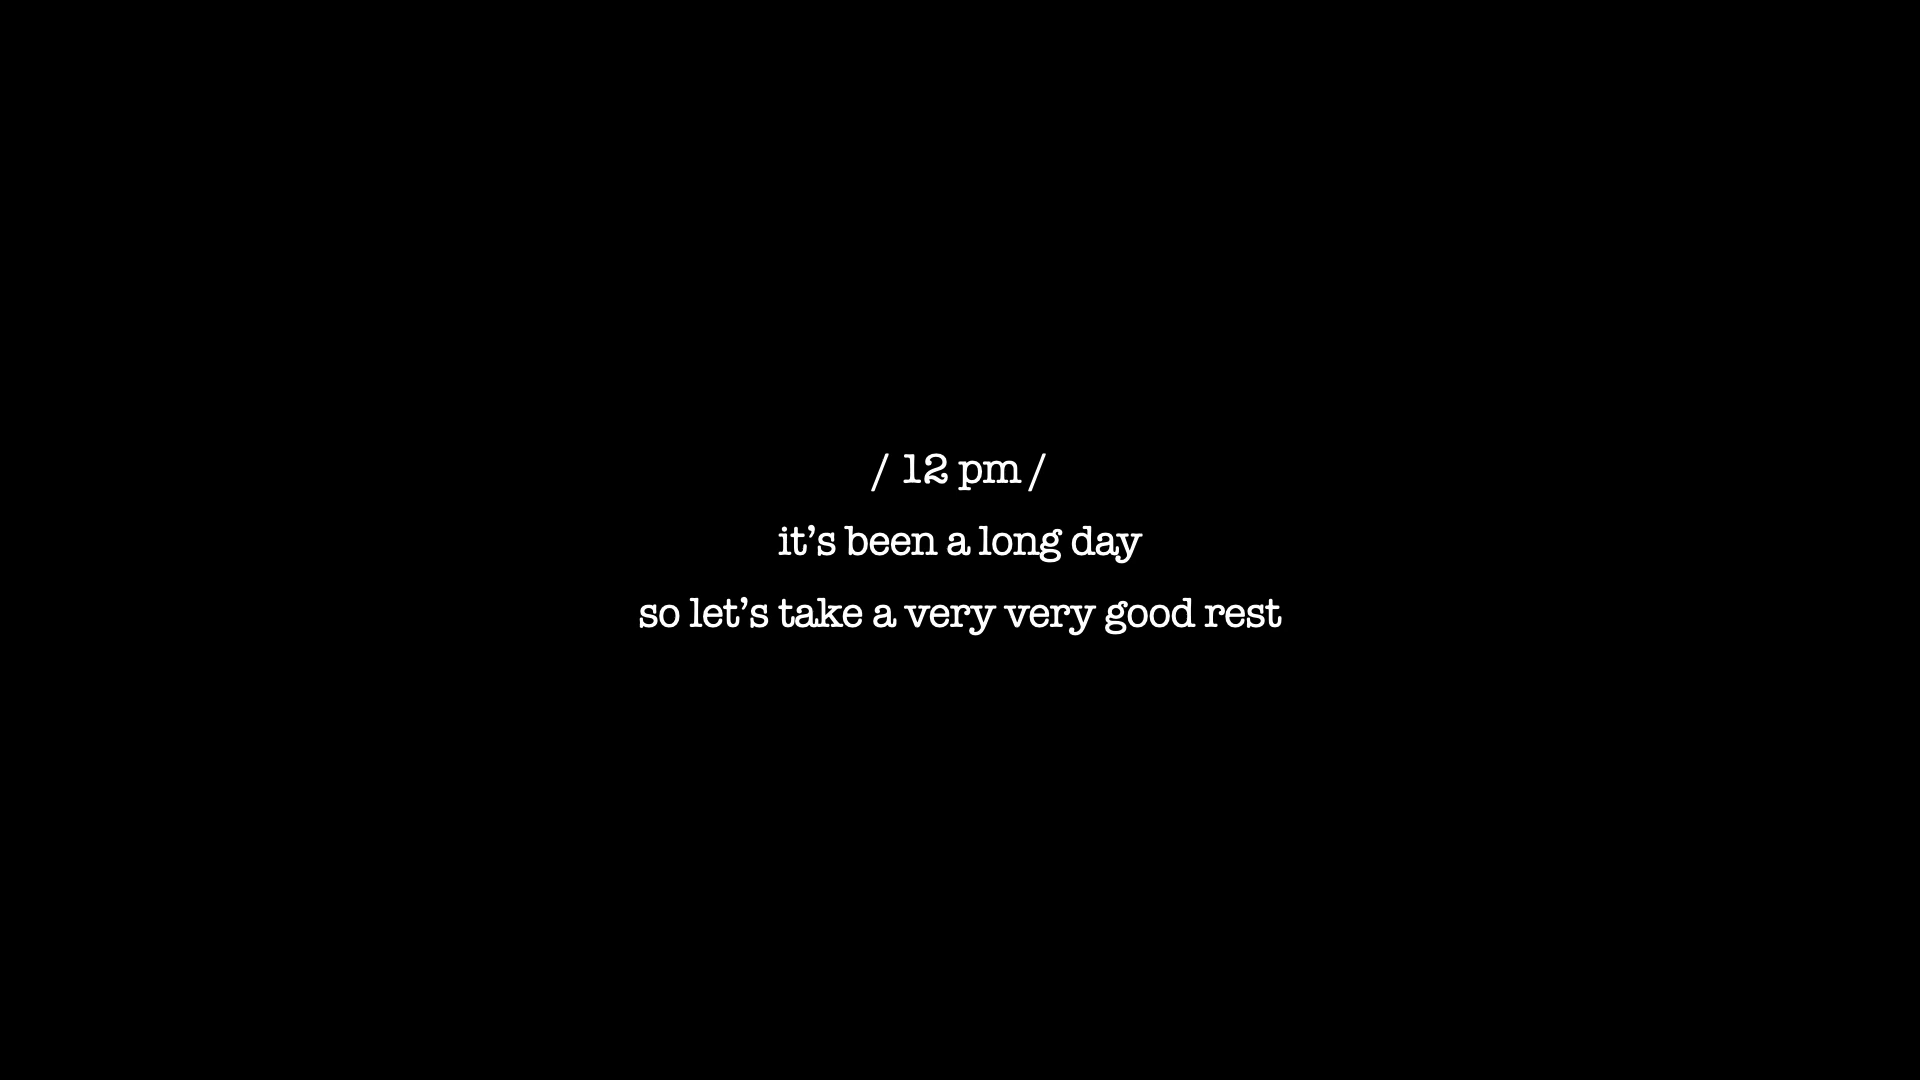 / 12 pm /
it’s been a long day
so let’s take a very very good rest